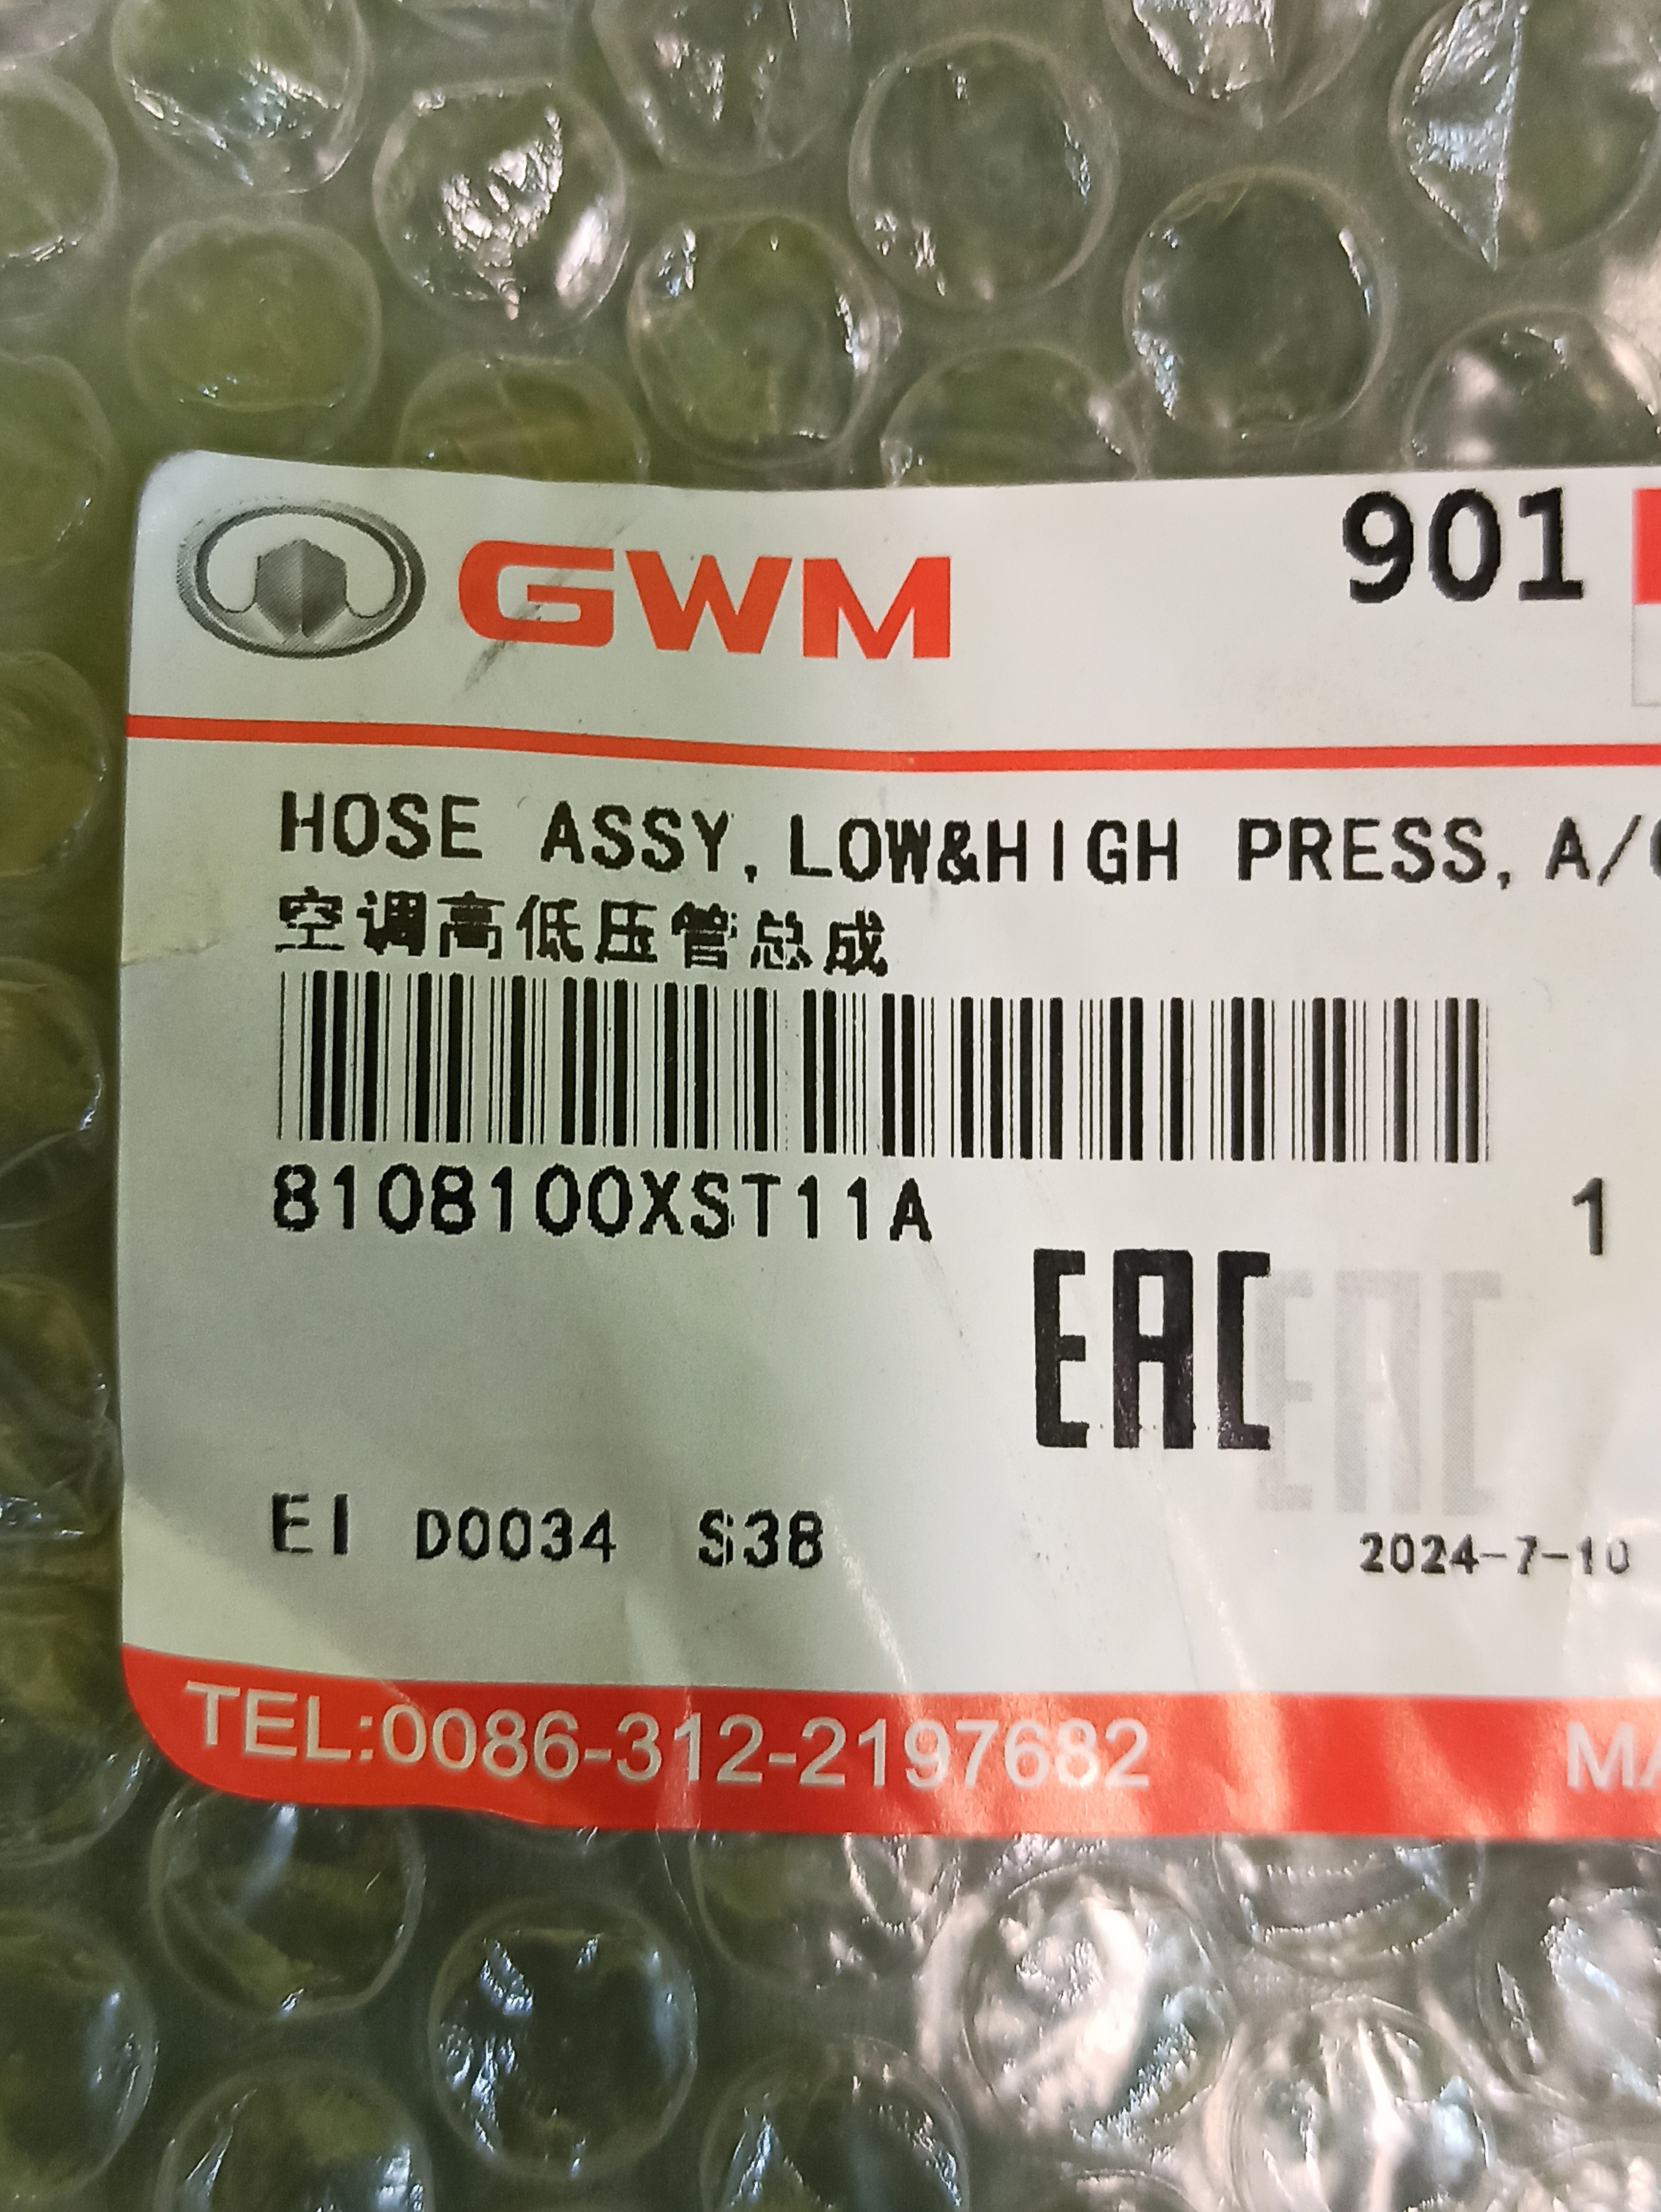 GWM
901
HOSE ASSY, LOW&HIGH PRESS, A/
空调高低压管总成
8108100XST11A 1
EAC EAC
EI D0034 S38
2024-7-10
TEL:0086-312-2197682